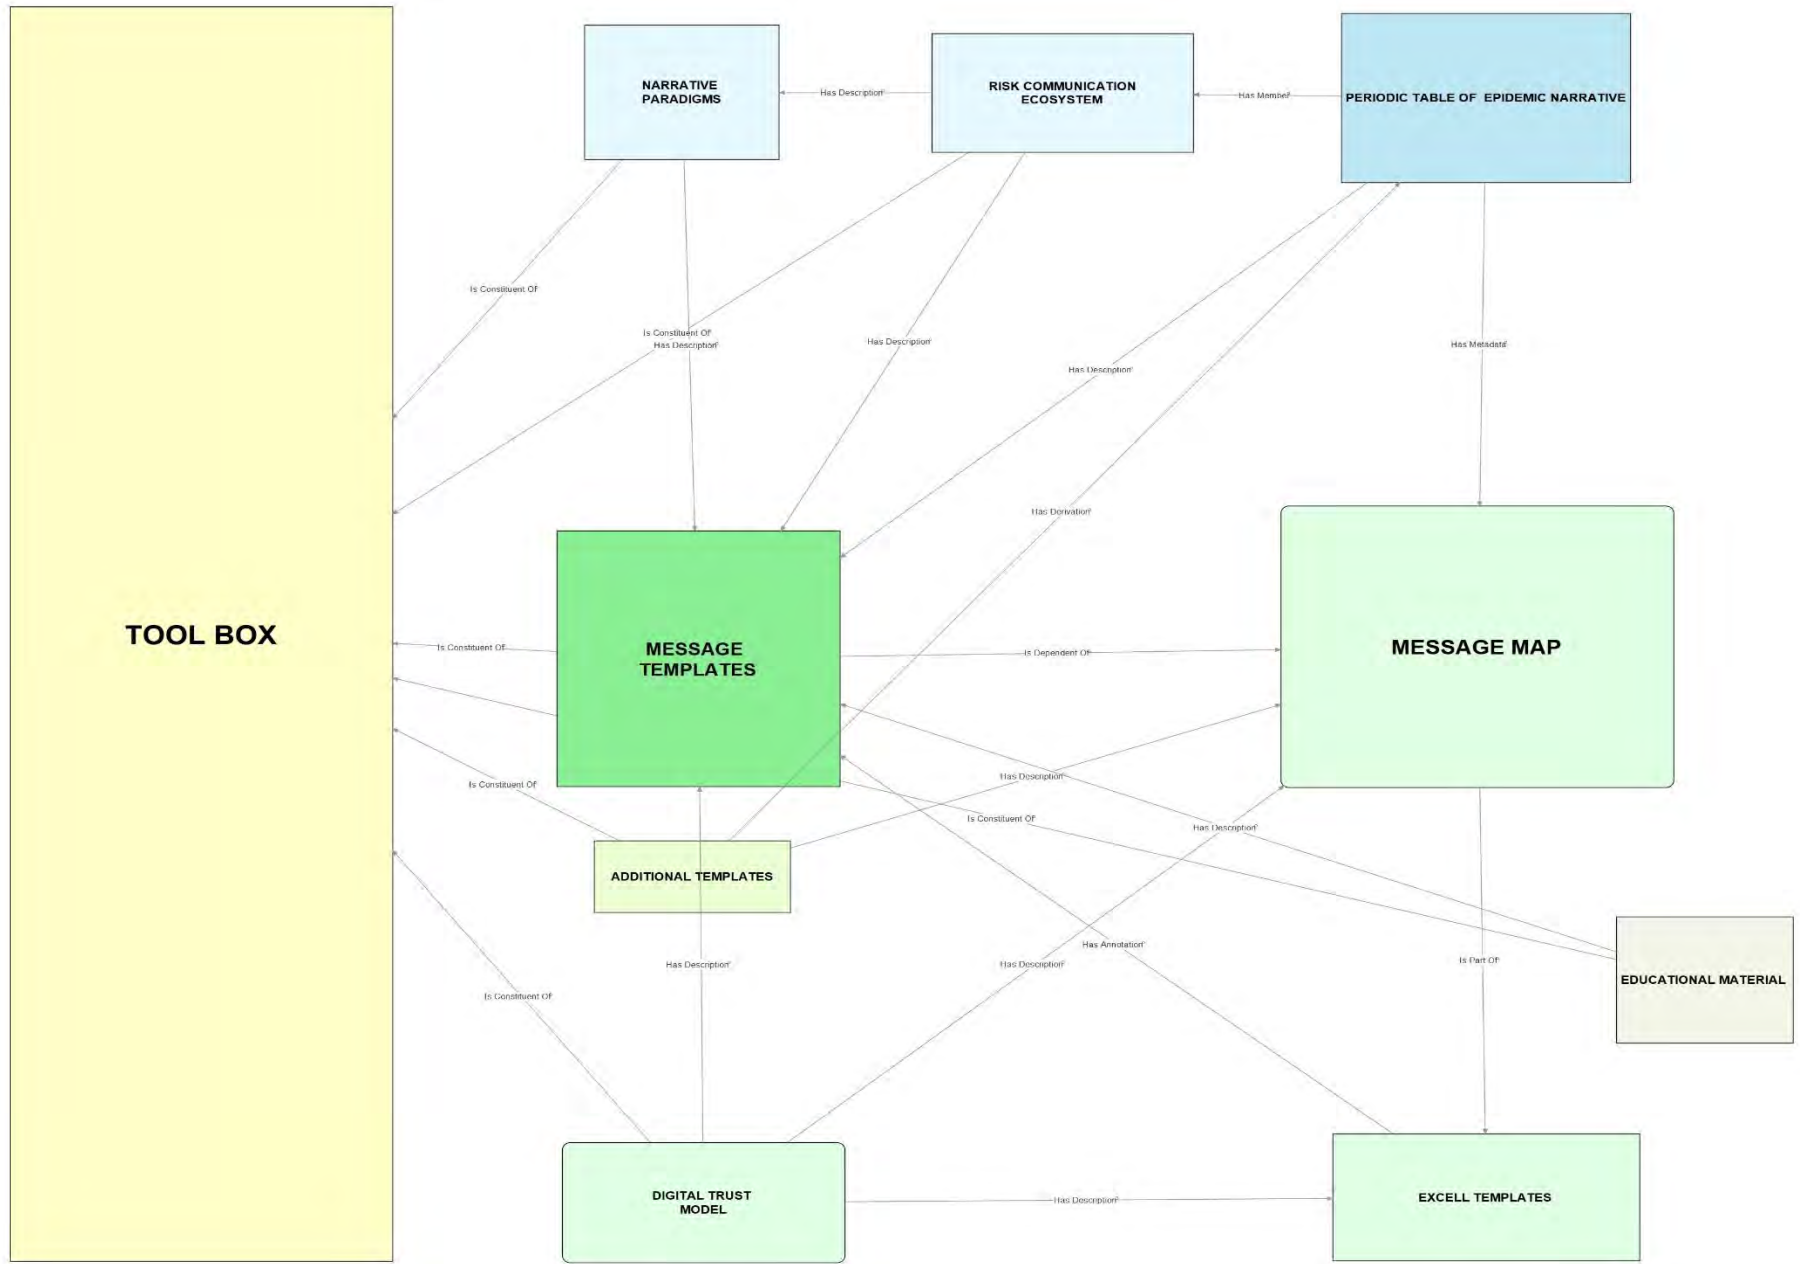 NARRATIVE
PARADIGMS
Has Description
RISK COMMUNICATION
ECOSYSTEM
Has Member
PERIODIC TABLE OF EPIDEMIC NARRATIVE
Is Constituent Of
Is Constituent Of
Has Description
Has Description
Has Description
Has Metadata
Has Derivation
TOOL BOX
Is Constituent Of
MESSAGE
TEMPLATES
Is Dependent Of
MESSAGE MAP
Is Constituent Of
Has Description
Is Constituent Of
Has Description
ADDITIONAL TEMPLATES
Has Annotation
Has Description
Has Description
Is Part Of
EDUCATIONAL MATERIAL
Is Constituent Of
DIGITAL TRUST
MODEL
Has Description
EXCELL TEMPLATES